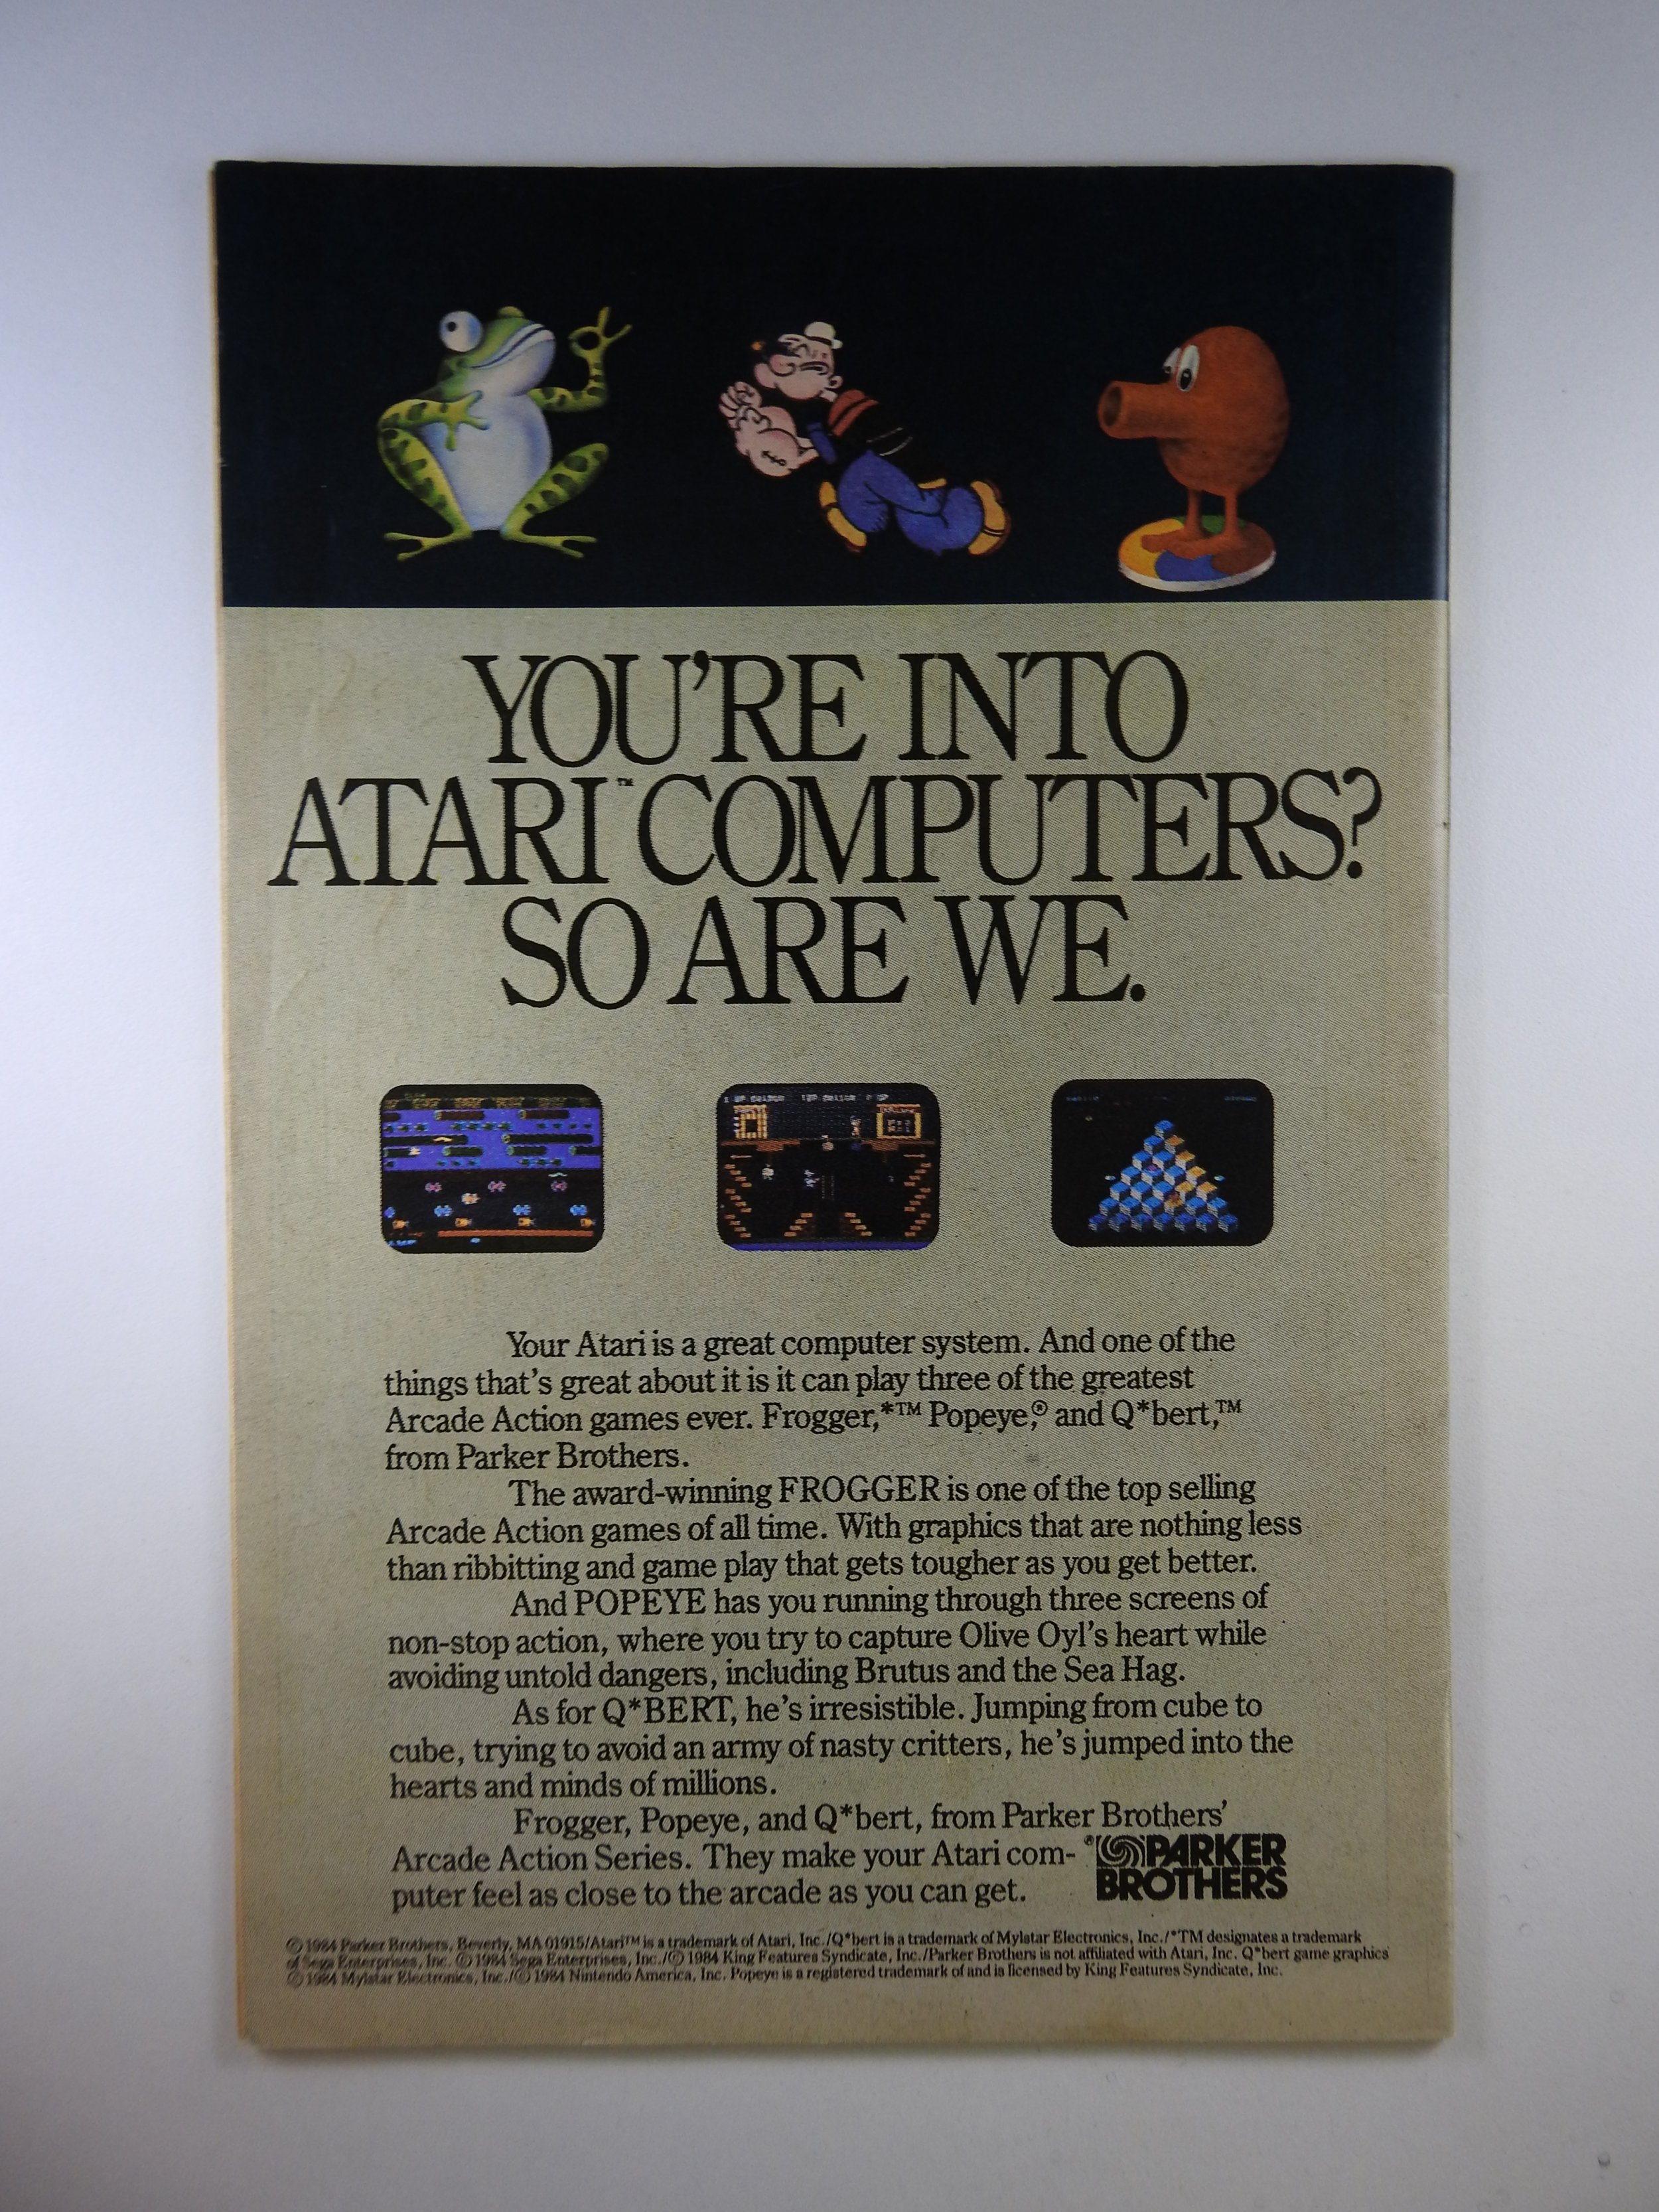 YOU'RE INTO
ATARI™ COMPUTERS?
SO ARE WE.
Your Atari is a great computer system. And one of the
things that's great about it is it can play three of the greatest
Arcade Action games ever. Frogger,*™ Popeye,® and Q*bert,™
from Parker Brothers.
The award-winning FROGGER is one of the top selling
Arcade Action games of all time. With graphics that are nothing less
than ribbitting and game play that gets tougher as you get better.
And POPEYE has you running through three screens of
non-stop action, where you try to capture Olive Oyl's heart while
avoiding untold dangers, including Brutus and the Sea Hag.
As for Q*BERT, he's irresistible. Jumping from cube to
cube, trying to avoid an army of nasty critters, he's jumped into the
hearts and minds of millions.
Frogger, Popeye, and Q*bert, from Parker Brothers'
Arcade Action Series. They make your Atari com-
puter feel as close to the arcade as you can get.
PARKER
BROTHERS
© 1984 Parker Brothers, Beverly, MA 01915/Atari™ is a trademark of Atari, Inc./Q*bert is a trademark of Mylstar Electronics, Inc./*TM designates a trademark
of Sega Enterprises, Inc. © 1984 Sega Enterprises, Inc./© 1984 King Features Syndicate, Inc./Parker Brothers is not affiliated with Atari, Inc. Q*bert game graphics
© 1984 Mylstar Electronics, Inc./© 1984 Nintendo America, Inc. Popeye is a registered trademark of and is licensed by King Features Syndicate, Inc.